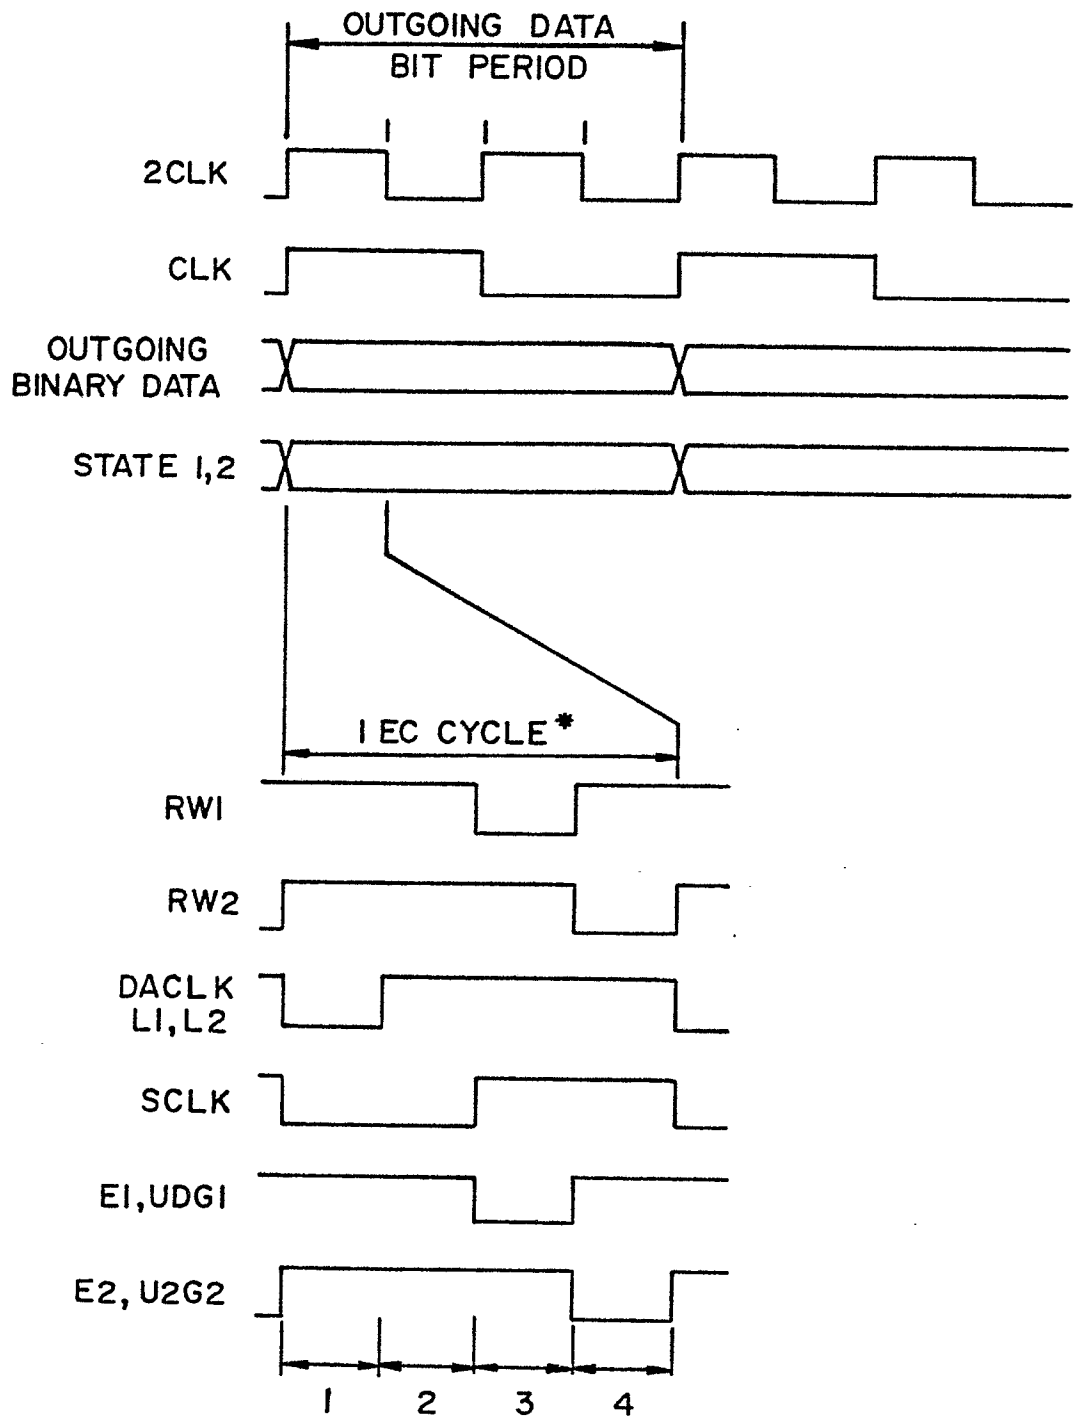 OUTGOING DATA
BIT PERIOD
2CLK
CLK
OUTGOING
BINARY DATA
STATE 1,2
1 EC CYCLE*
RW1
RW2
DACLK
L1, L2
SCLK
E1, UDG1
E2, U2G2
1 2 3 4